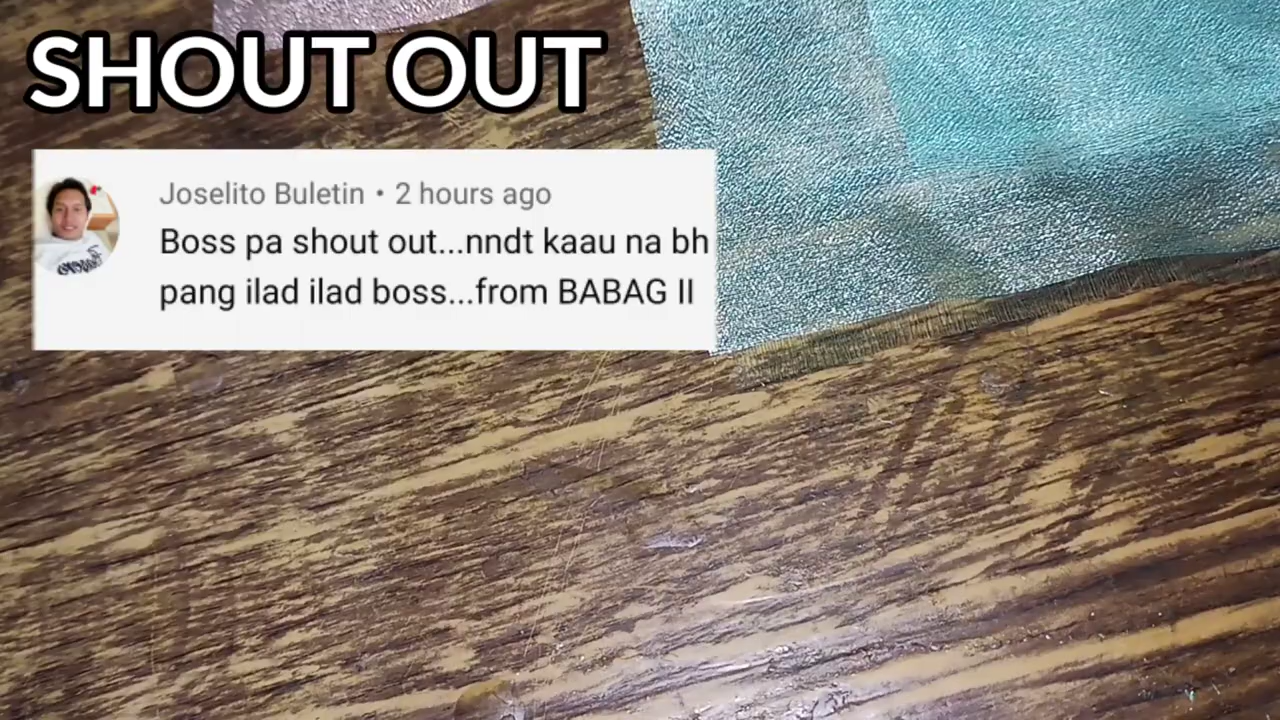 SHOUT OUT
Joselito Buletin • 2 hours ago
Boss pa shout out...nndt kaau na bh
pang ilad ilad boss...from BABAG II